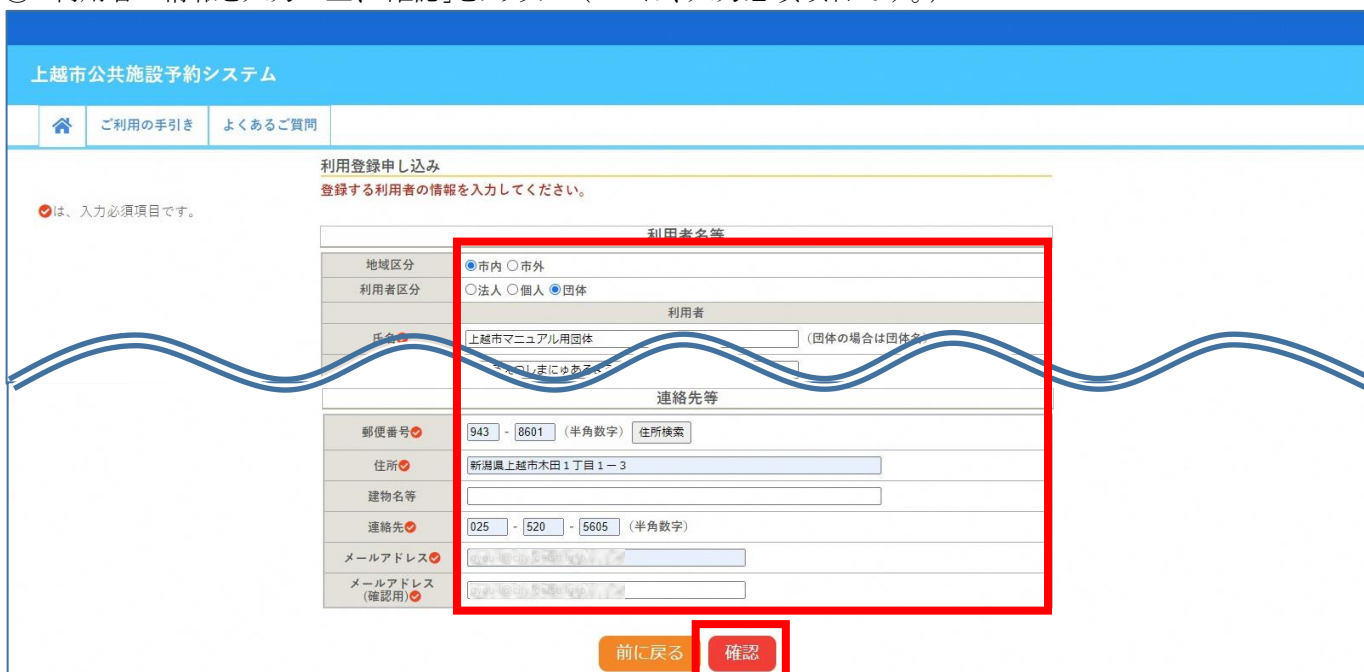 上越市公共施設予約システム
ご利用の手引き よくあるご質問
利用登録申し込み
登録する利用者の情報を入力してください。
は、入力必須項目です。
利用者名等
地域区分 市内 市外
利用者区分 法人 個人 団体
利用者
氏名 上越市マニュアル用団体 (団体の場合は団体名)
連絡先等
郵便番号 943 - 8601 (半角数字) 住所検索
住所 新潟県上越市木田1丁目1-3
建物名等
連絡先 025 - 520 - 5605 (半角数字)
メールアドレス
メールアドレス
(確認用)
前に戻る 確認